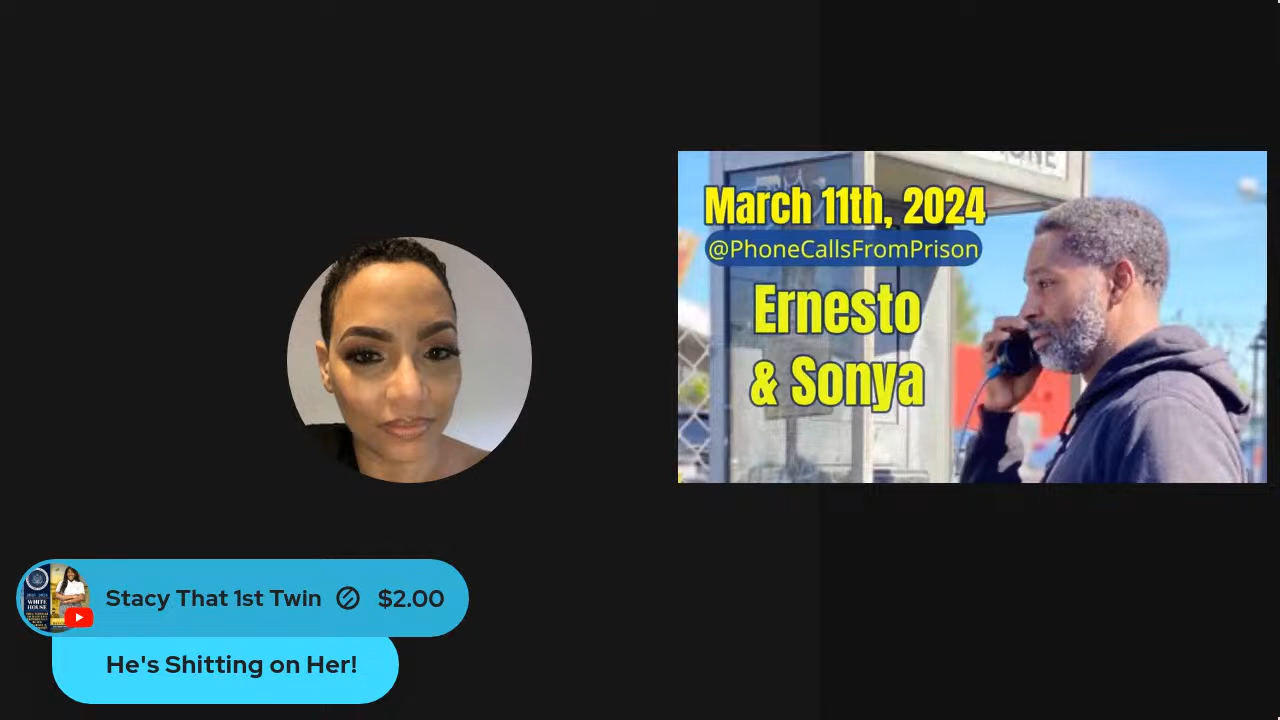 March 11th, 2024
@PhoneCallsFromPrison
Ernesto
& Sonya
Stacy That 1st Twin $2.00
He's Shitting on Her!